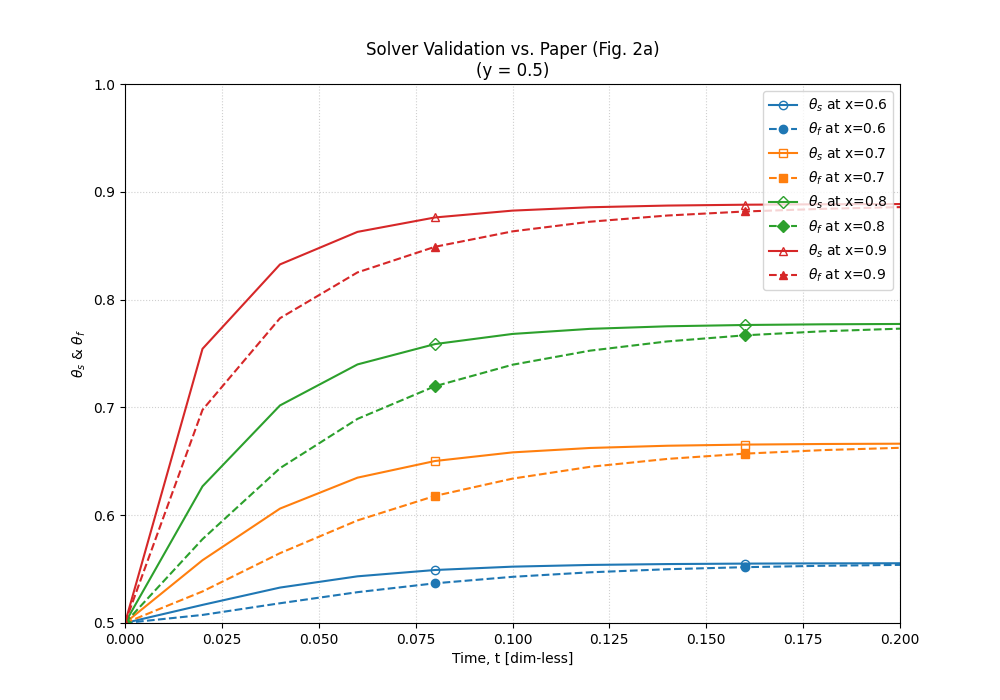 Solver Validation vs. Paper (Fig. 2a)
(y = 0.5)
θs & θf
1.0
0.9
0.8
0.7
0.6
0.5
0.000
0.025
0.050
0.075
0.100
0.125
0.150
0.175
0.200
Time, t [dim-less]
θs at x=0.6
θf at x=0.6
θs at x=0.7
θf at x=0.7
θs at x=0.8
θf at x=0.8
θs at x=0.9
θf at x=0.9